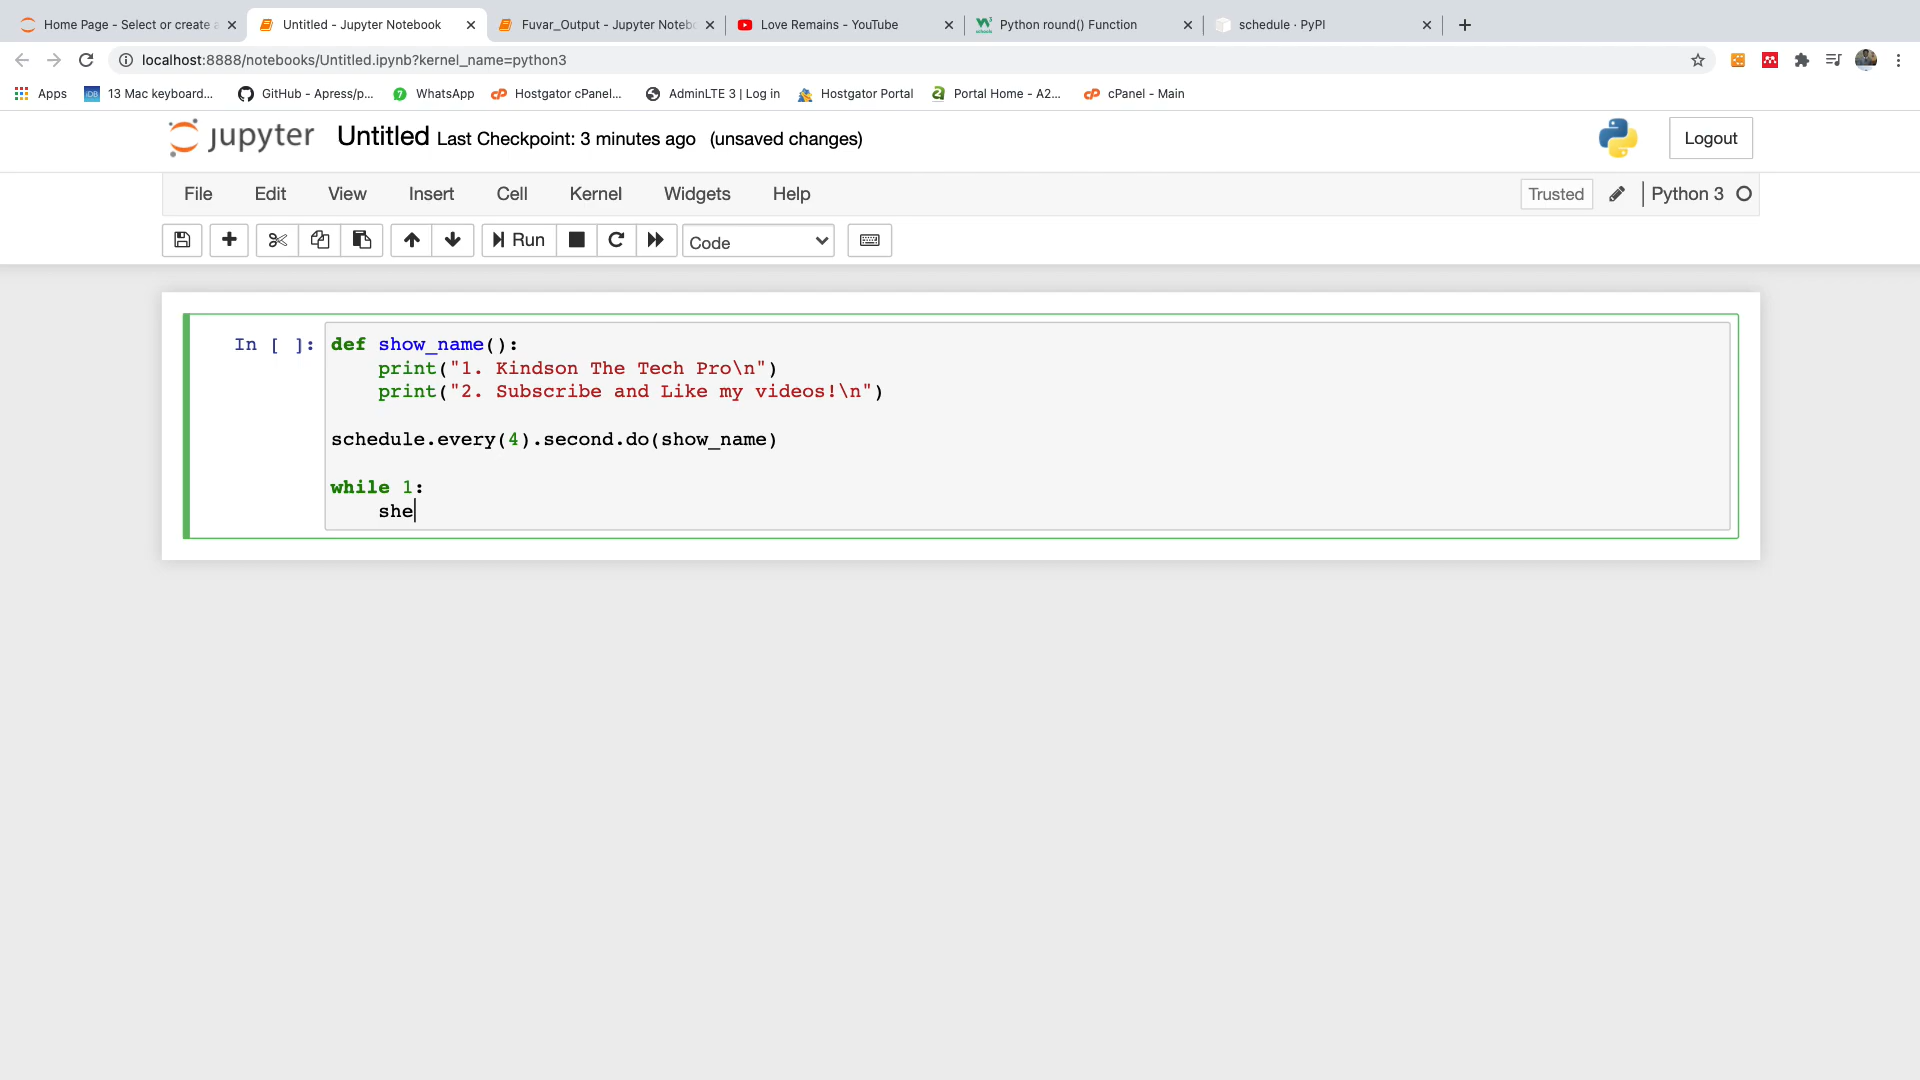 Home Page - Select or create a
Untitled - Jupyter Notebook
Fuvar_Output - Jupyter Notebo
Love Remains - YouTube
Python round() Function
schedule · PyPI
localhost:8888/notebooks/Untitled.ipynb?kernel_name=python3
Apps
13 Mac keyboard...
GitHub - Apress/p...
WhatsApp
Hostgator cPanel...
AdminLTE 3 | Log in
Hostgator Portal
Portal Home - A2...
cPanel - Main
jupyter Untitled Last Checkpoint: 3 minutes ago (unsaved changes)
Logout
File Edit View Insert Cell Kernel Widgets Help
Trusted
Python 3
Run
Code
In [ ]: def show_name():
    print("1. Kindson The Tech Pro\n")
    print("2. Subscribe and Like my videos!\n")
schedule.every(4).second.do(show_name)
while 1:
    she